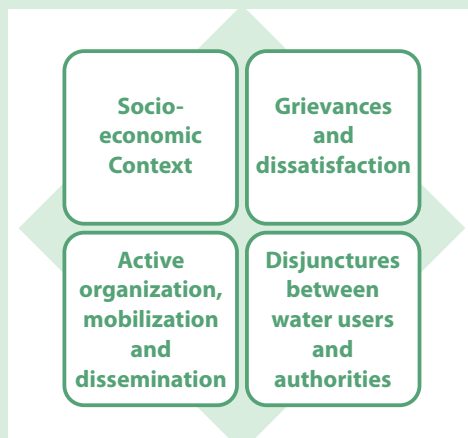 Socio-
economic
Context
Grievances
and
dissatisfaction
Active
organization,
mobilization
and
dissemination
Disjunctures
between
water users
and
authorities